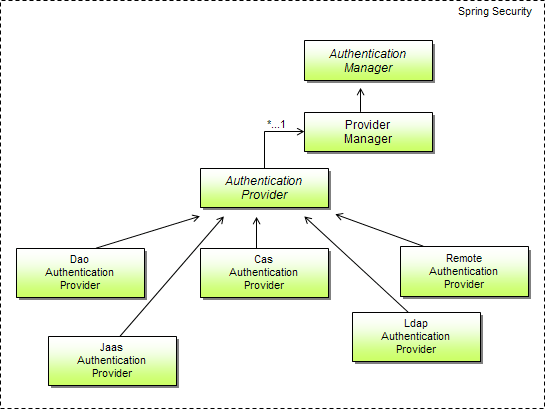 Spring Security
Authentication
Manager
*...1
Provider
Manager
Authentication
Provider
Dao
Authentication
Provider
Cas
Authentication
Provider
Remote
Authentication
Provider
Jaas
Authentication
Provider
Ldap
Authentication
Provider